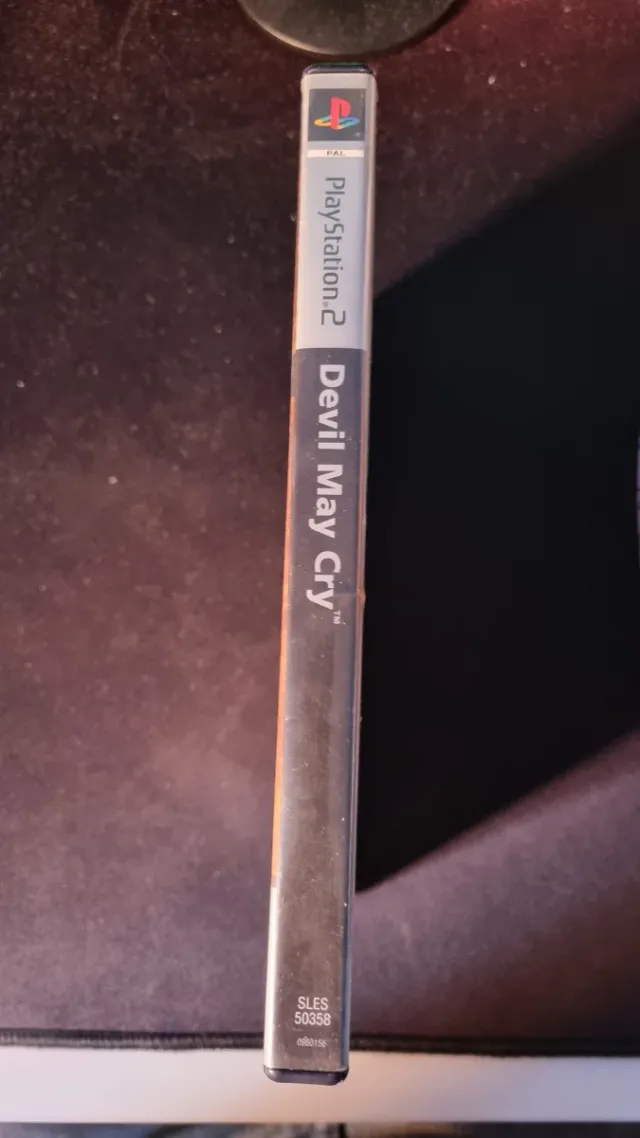 PAL
PlayStation®2
Devil May Cry™
SLES
50358